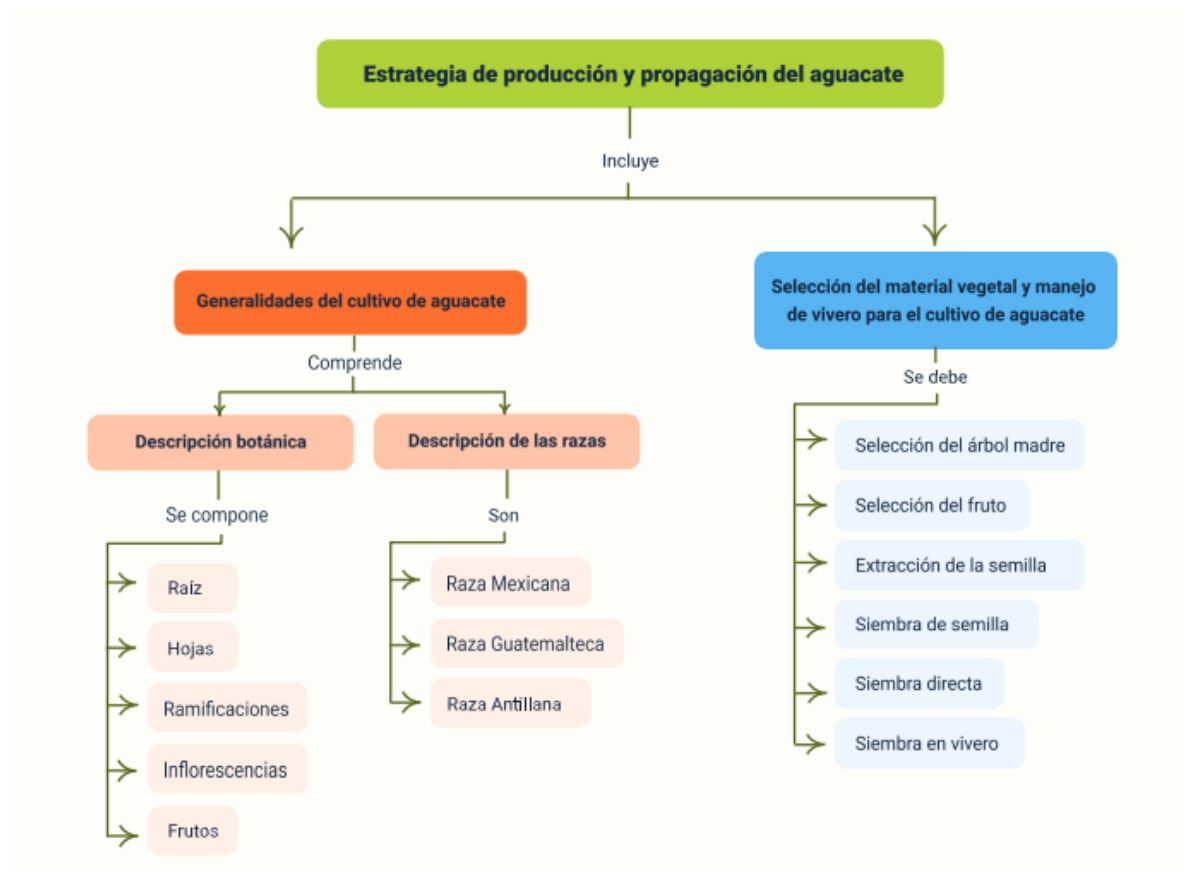 Estrategia de producción y propagación del aguacate
Incluye
Generalidades del cultivo de aguacate
Comprende
Descripción botánica
Se compone
Raíz
Hojas
Ramificaciones
Inflorescencias
Frutos
Descripción de las razas
Son
Raza Mexicana
Raza Guatemalteca
Raza Antillana
Selección del material vegetal y manejo
de vivero para el cultivo de aguacate
Se debe
Selección del árbol madre
Selección del fruto
Extracción de la semilla
Siembra de semilla
Siembra directa
Siembra en vivero